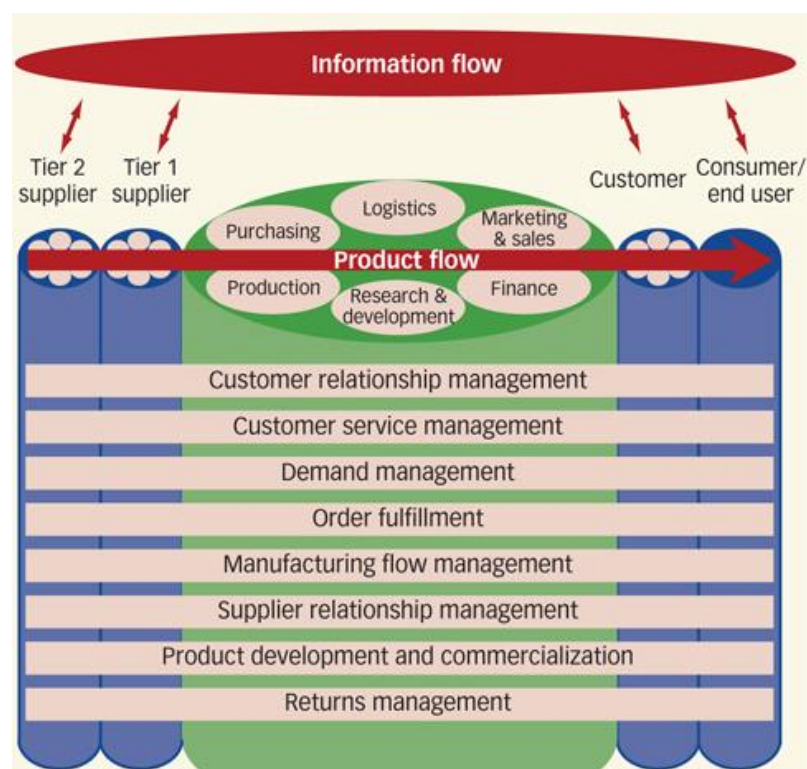 Information flow
Tier 2
supplier
Tier 1
supplier
Customer
Consumer/
end user
Logistics
Purchasing
Marketing
& sales
Product flow
Production
Research &
development
Finance
Customer relationship management
Customer service management
Demand management
Order fulfillment
Manufacturing flow management
Supplier relationship management
Product development and commercialization
Returns management